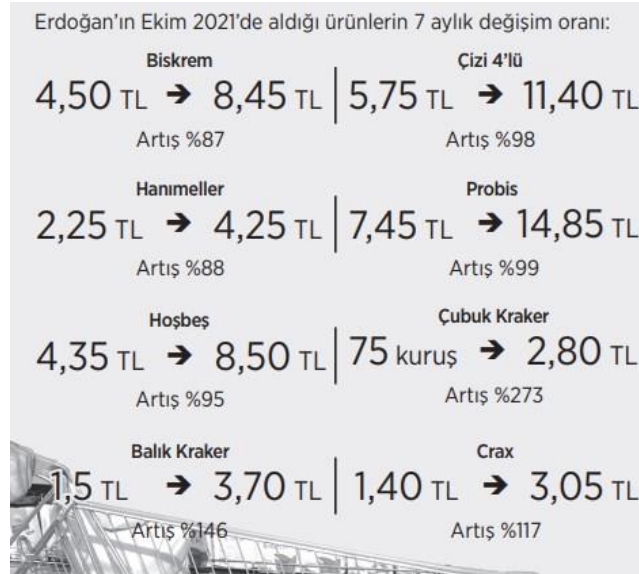 Erdoğan'ın Ekim 2021'de aldığı ürünlerin 7 aylık değişim oranı:
Biskrem
4,50 TL ➔ 8,45 TL
Artış %87
Çizi 4'lü
5,75 TL ➔ 11,40 TL
Artış %98
Hanımeller
2,25 TL ➔ 4,25 TL
Artış %88
Probis
7,45 TL ➔ 14,85 TL
Artış %99
Hoşbeş
4,35 TL ➔ 8,50 TL
Artış %95
Çubuk Kraker
75 kuruş ➔ 2,80 TL
Artış %273
Balık Kraker
1,5 TL ➔ 3,70 TL
Artış %146
Crax
1,40 TL ➔ 3,05 TL
Artış %117